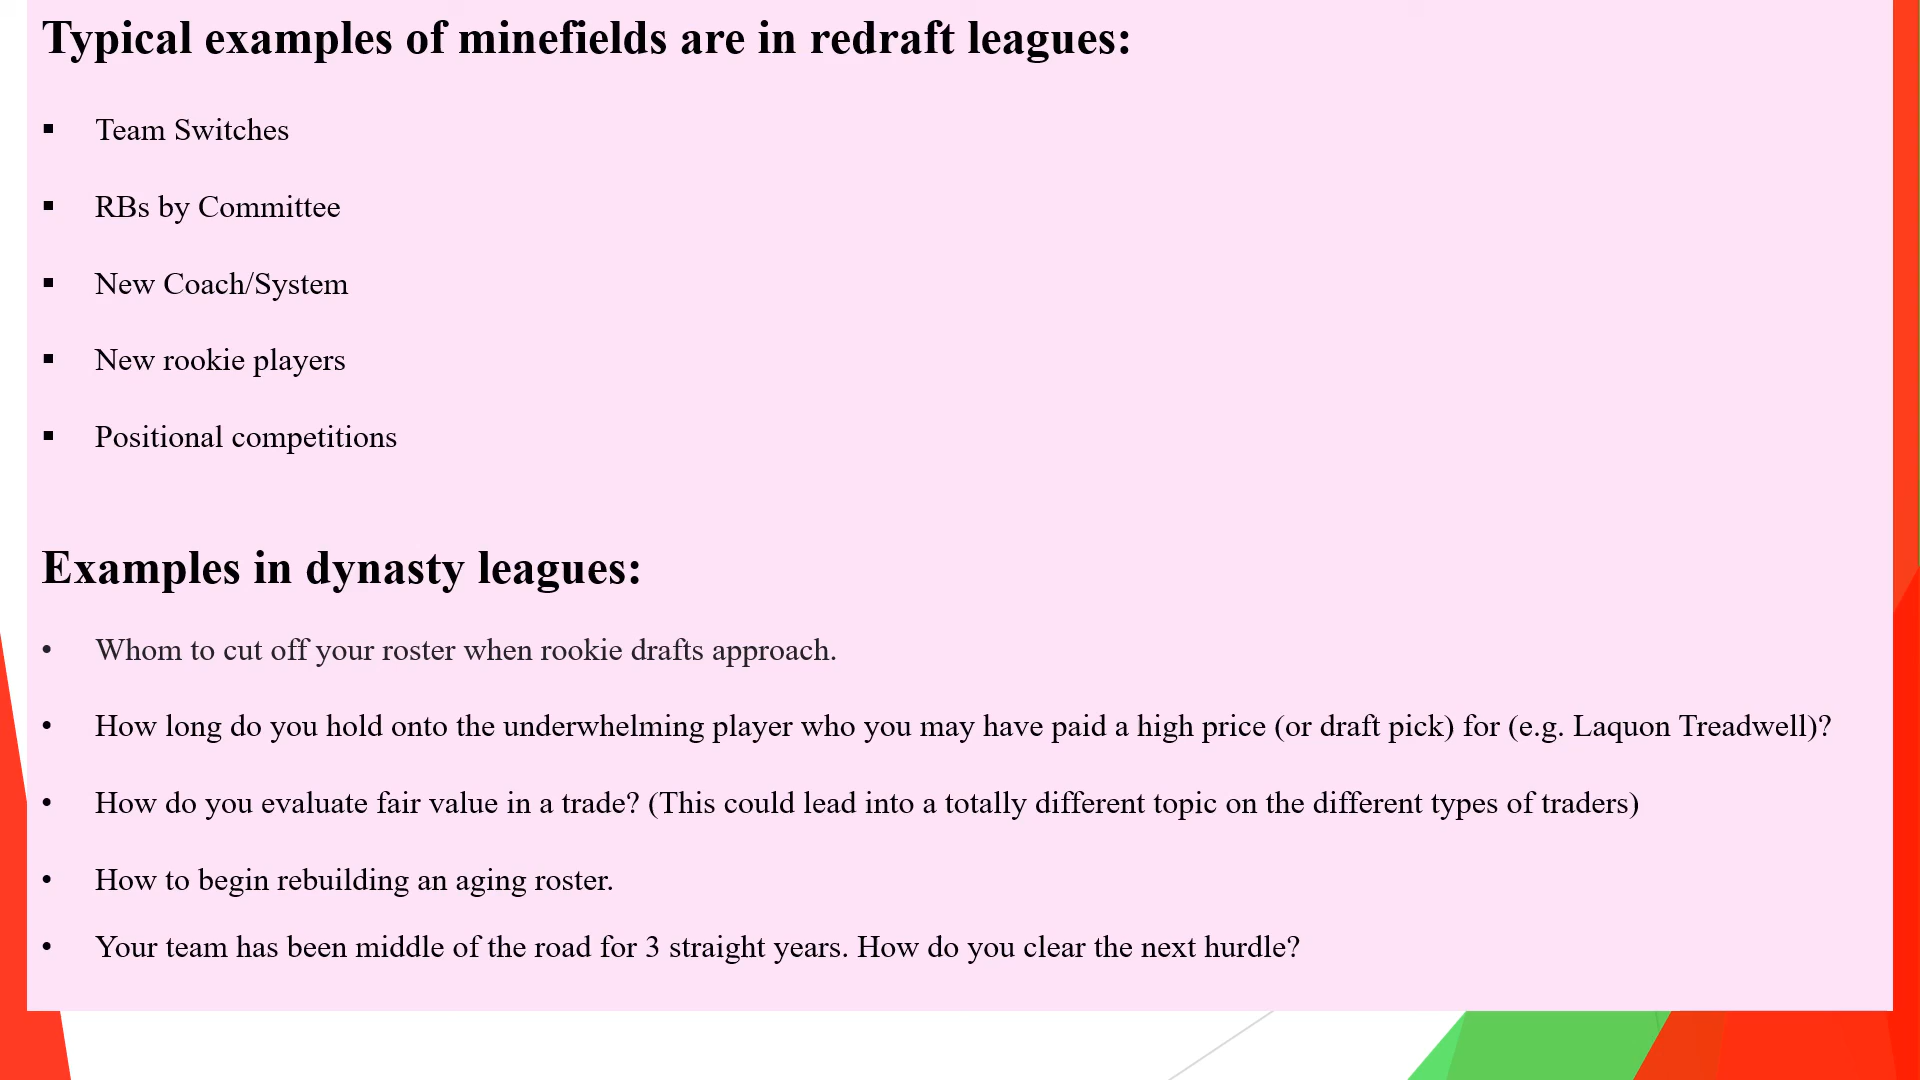 Typical examples of minefields are in redraft leagues:
▪ Team Switches
▪ RBs by Committee
▪ New Coach/System
▪ New rookie players
▪ Positional competitions
Examples in dynasty leagues:
• Whom to cut off your roster when rookie drafts approach.
• How long do you hold onto the underwhelming player who you may have paid a high price (or draft pick) for (e.g. Laquon Treadwell)?
• How do you evaluate fair value in a trade? (This could lead into a totally different topic on the different types of traders)
• How to begin rebuilding an aging roster.
• Your team has been middle of the road for 3 straight years. How do you clear the next hurdle?